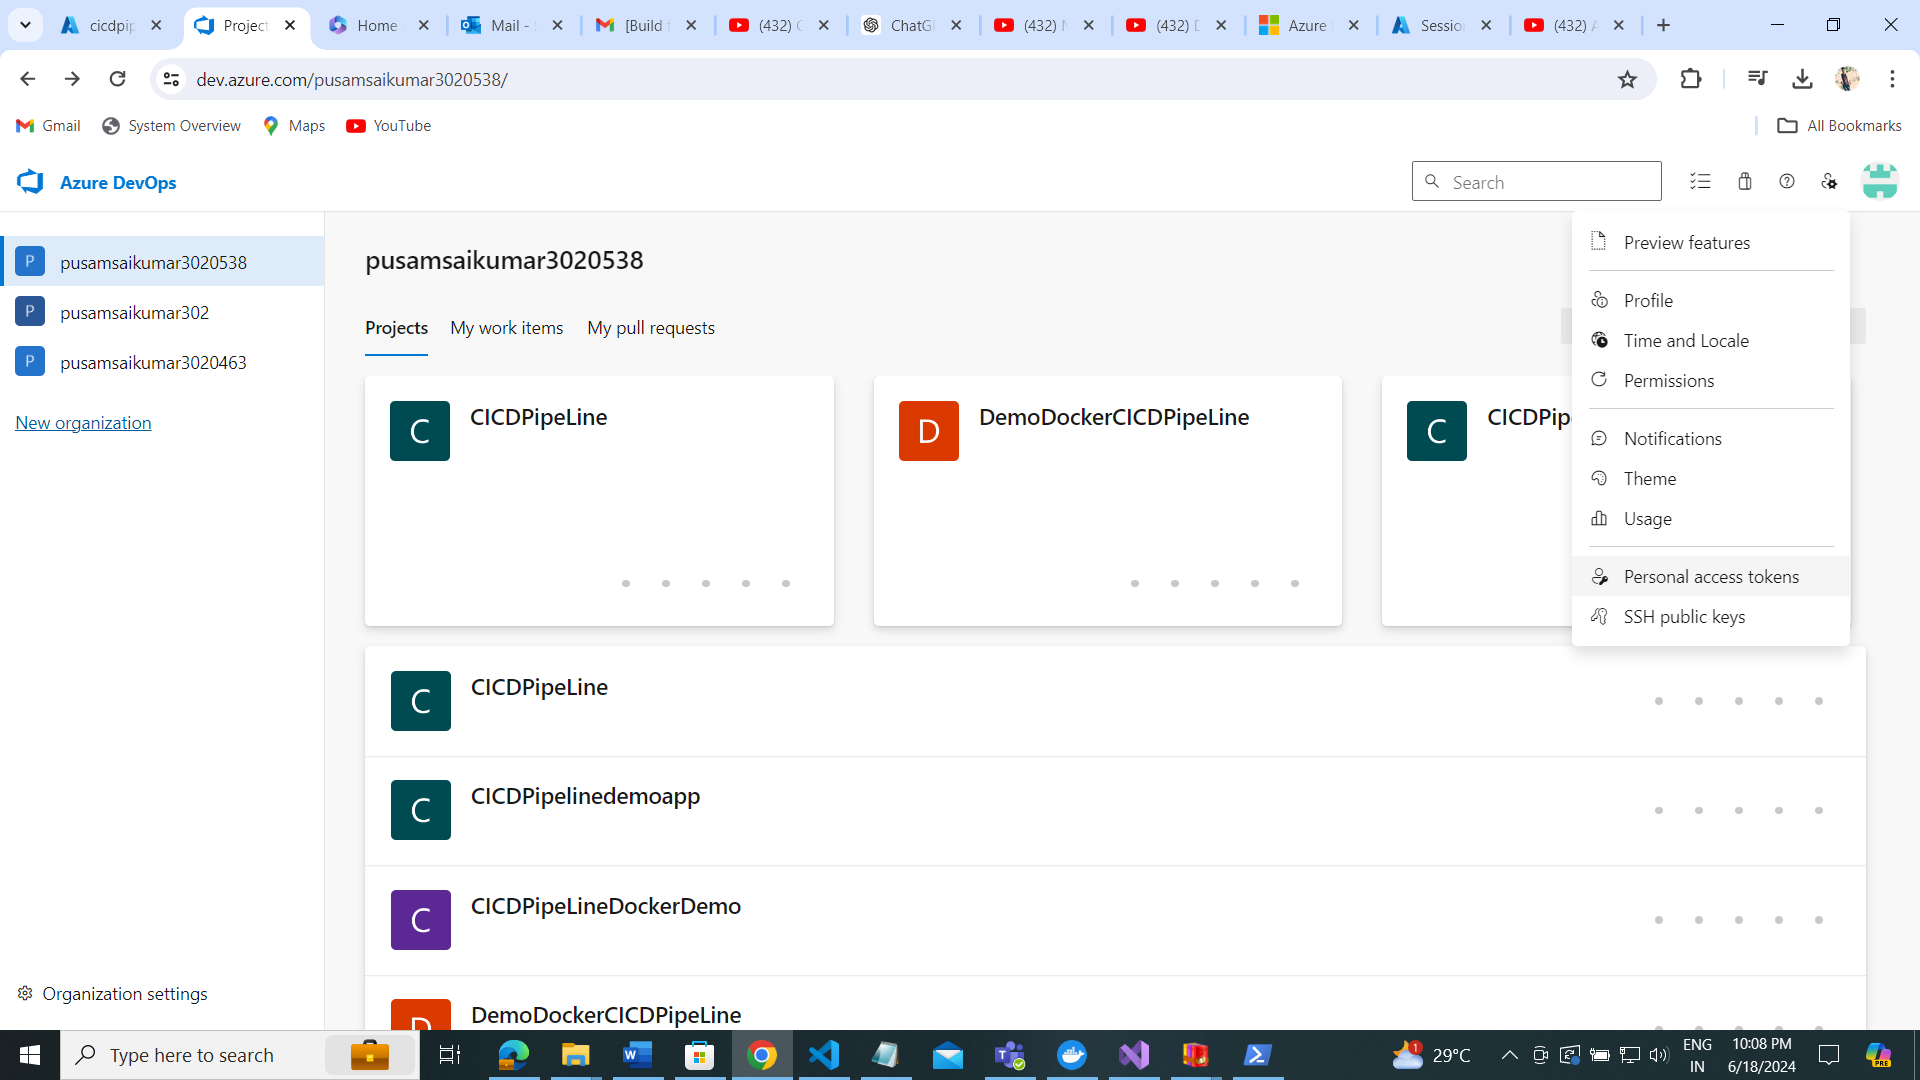 cicdpip
Project
Home
Mail - S
[Build f
(432) C
ChatGP
(432) N
(432) D
Azure
Sessio
(432) A
dev.azure.com/pusamsaikumar3020538/
Gmail
System Overview
Maps
YouTube
All Bookmarks
Azure DevOps
Search
P pusamsaikumar3020538
P pusamsaikumar302
P pusamsaikumar3020463
New organization
Organization settings
pusamsaikumar3020538
Projects
My work items
My pull requests
C CICDPipeLine
D DemoDockerCICDPipeLine
C CICDPip
Preview features
Profile
Time and Locale
Permissions
Notifications
Theme
Usage
Personal access tokens
SSH public keys
C CICDPipeLine
C CICDPipelinedemoapp
C CICDPipeLineDockerDemo
D DemoDockerCICDPipeLine
Type here to search
1
29°C
ENG
IN
10:08 PM
6/18/2024
PRE